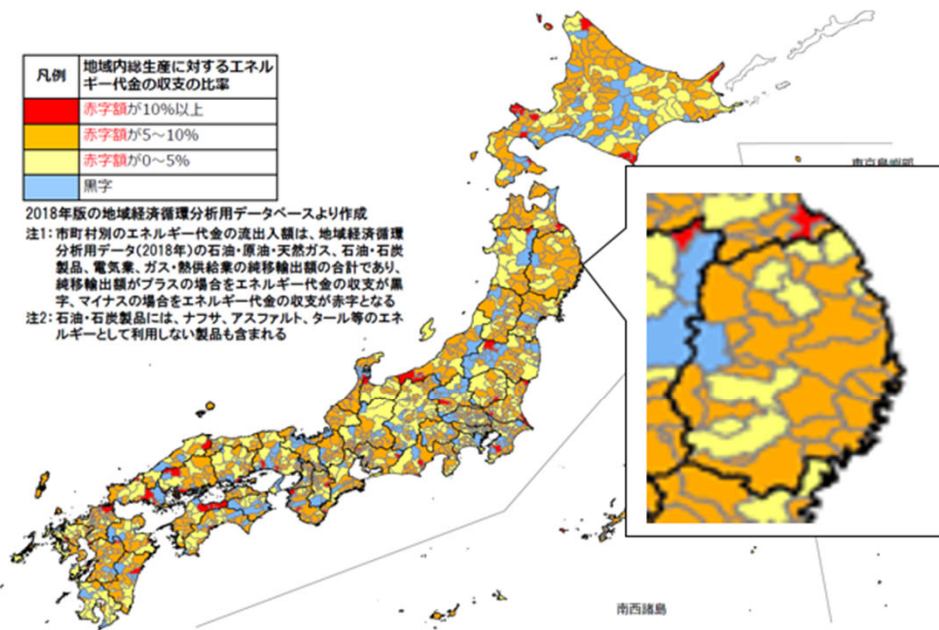 凡例
地域内総生産に対するエネル
ギー代金の収支の比率
赤字額が10%以上
赤字額が5～10%
赤字額が0～5%
黒字
2018年版の地域経済循環分析用データベースより作成
注1：市町村別のエネルギー代金の流出入額は、地域経済循環
分析用データ(2018年)の石油・原油・天然ガス、石油・石炭
製品、電気業、ガス・熱供給業の純移輸出額の合計であり、
純移輸出額がプラスの場合をエネルギー代金の収支が黒
字、マイナスの場合をエネルギー代金の収支が赤字となる
注2：石油・石炭製品には、ナフサ、アスファルト、タール等のエネ
ルギーとして利用しない製品も含まれる
南西諸島